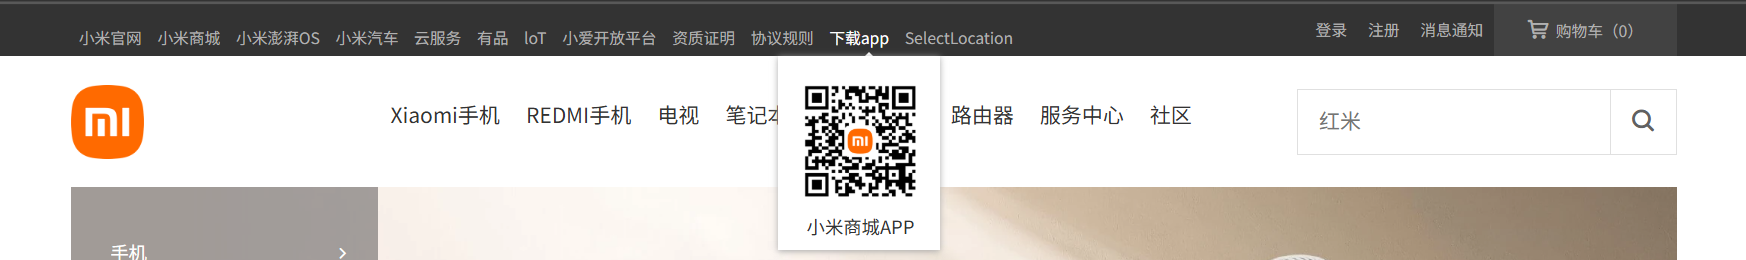 小米官网 小米商城 小米澎湃OS 小米汽车 云服务 有品 IoT 小爱开放平台 资质证明 协议规则 下载app SelectLocation 登录 注册 消息通知 购物车（0）
Xiaomi手机 REDMI手机 电视 笔记本 路由器 服务中心 社区 红米
小米商城APP
手机